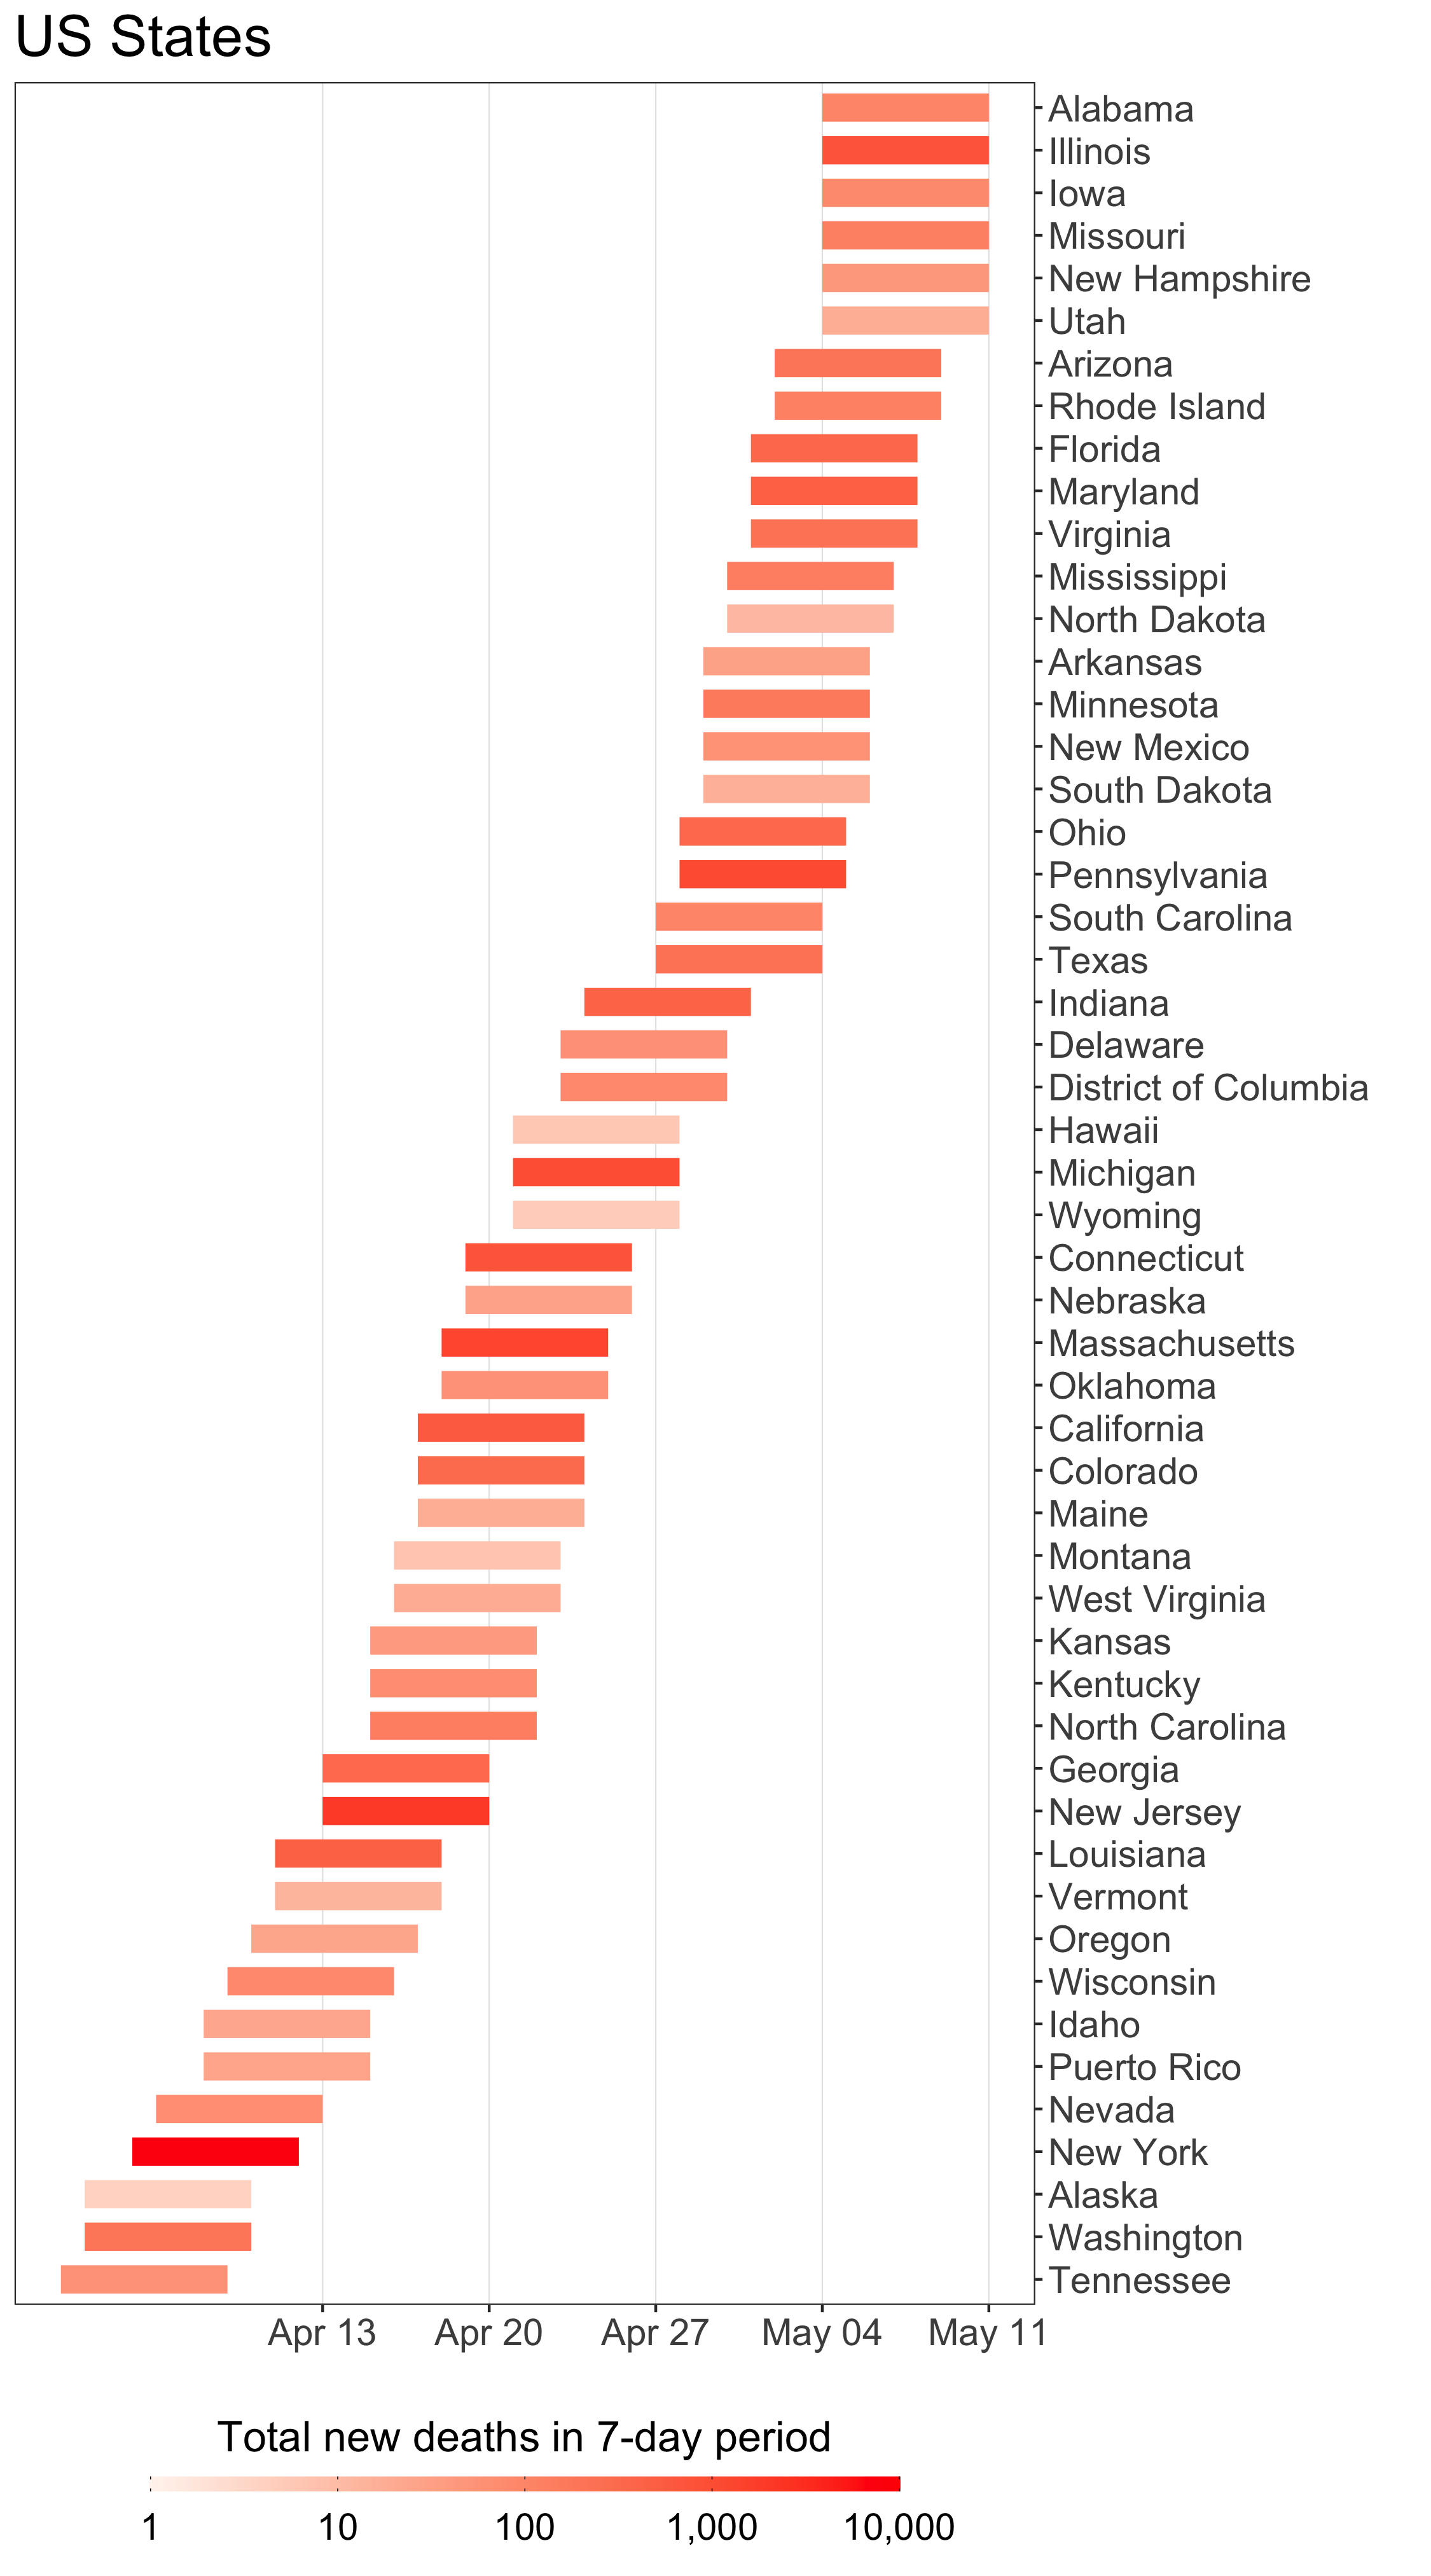 US States
Alabama
Illinois
Iowa
Missouri
New Hampshire
Utah
Arizona
Rhode Island
Florida
Maryland
Virginia
Mississippi
North Dakota
Arkansas
Minnesota
New Mexico
South Dakota
Ohio
Pennsylvania
South Carolina
Texas
Indiana
Delaware
District of Columbia
Hawaii
Michigan
Wyoming
Connecticut
Nebraska
Massachusetts
Oklahoma
California
Colorado
Maine
Montana
West Virginia
Kansas
Kentucky
North Carolina
Georgia
New Jersey
Louisiana
Vermont
Oregon
Wisconsin
Idaho
Puerto Rico
Nevada
New York
Alaska
Washington
Tennessee
Apr 13 Apr 20 Apr 27 May 04 May 11
Total new deaths in 7-day period
1 10 100 1,000 10,000